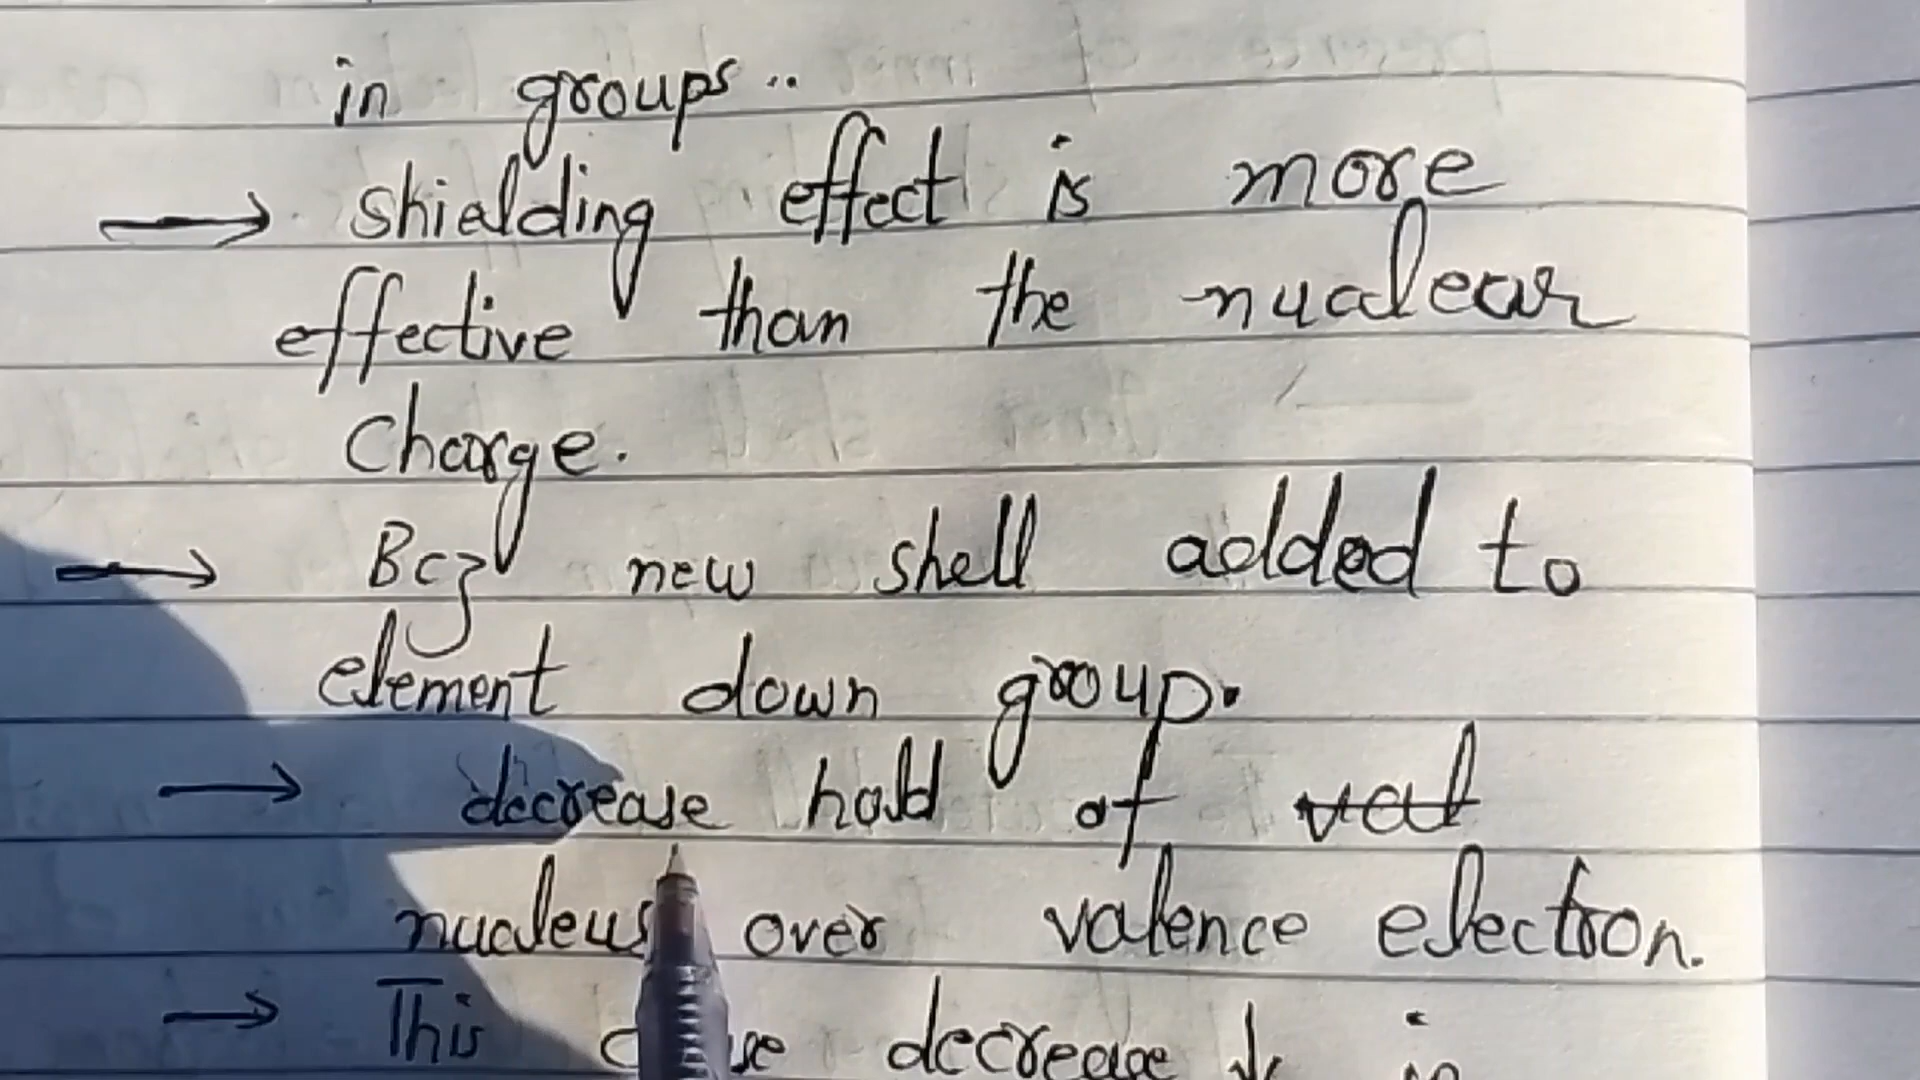 in groups..
→ shielding effect is more
effective than the nuclear
Charge.
→ Bcz new shell added to
element down group.
→ decrease hold of val
nucleus over valence electron.
→ This decrease ↓ in